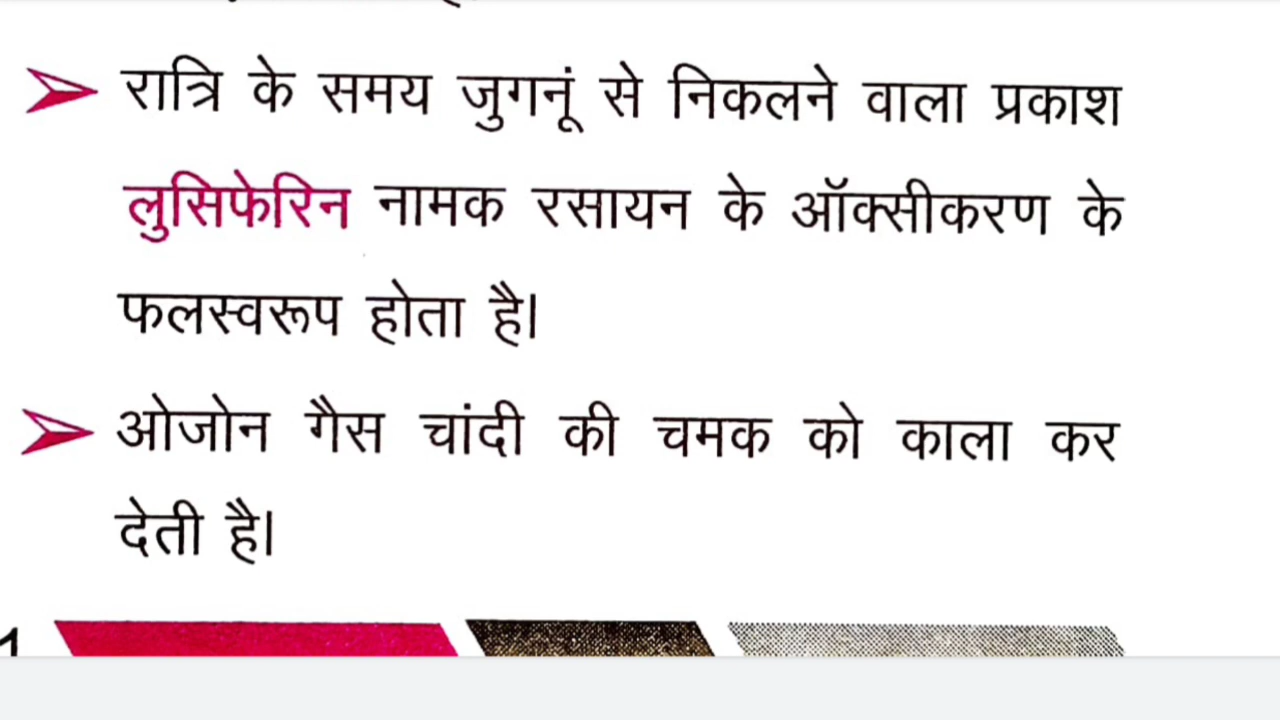 ➢ रात्रि के समय जुगनूं से निकलने वाला प्रकाश
लुसिफेरिन नामक रसायन के ऑक्सीकरण के
फलस्वरूप होता है।
➢ ओजोन गैस चांदी की चमक को काला कर
देती है।